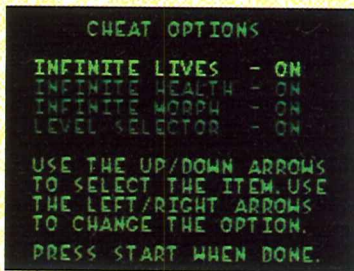 CHEAT OPTIONS
INFINITE LIVES - ON
INFINITE HEALTH - ON
INFINITE MORPH - ON
LEVEL SELECTOR - ON
USE THE UP/DOWN ARROWS
TO SELECT THE ITEM. USE
THE LEFT/RIGHT ARROWS
TO CHANGE THE OPTION.
PRESS START WHEN DONE.